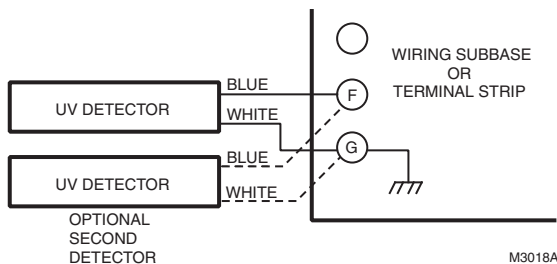 WIRING SUBBASE
OR
TERMINAL STRIP
BLUE
F
UV DETECTOR
WHITE
G
BLUE
UV DETECTOR
WHITE
OPTIONAL
SECOND
DETECTOR
M3018A